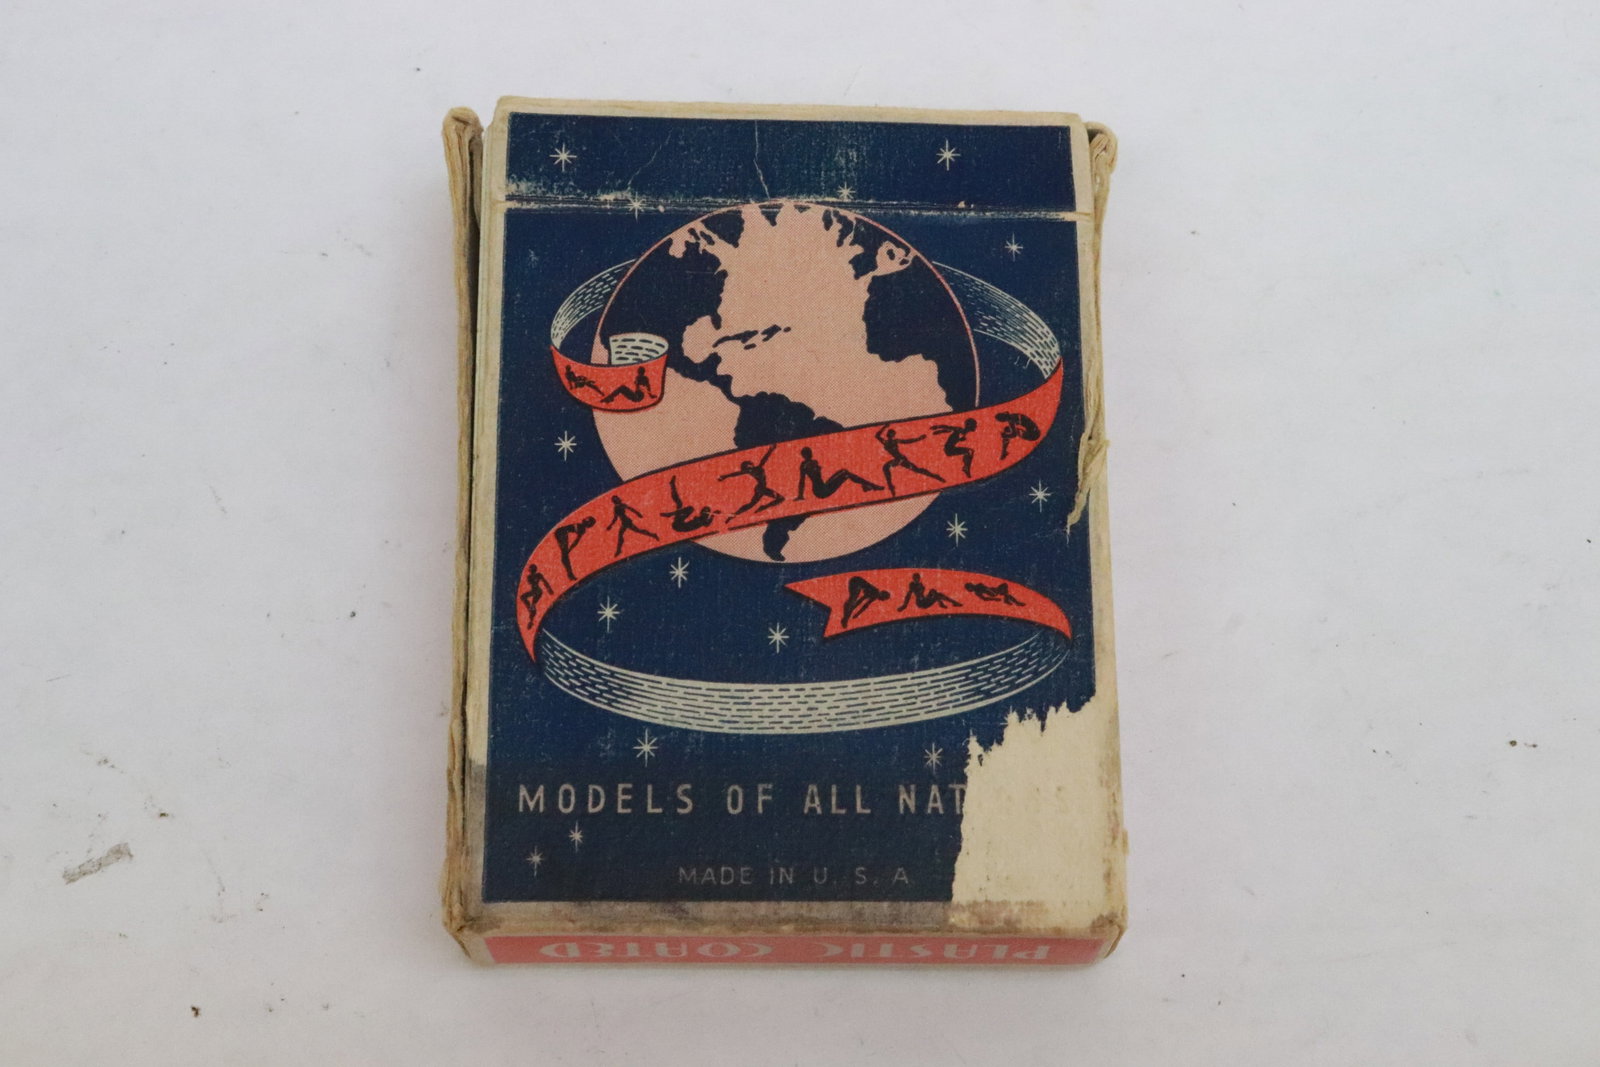 MODELS OF ALL NAT
MADE IN U. S. A
PLASTIC COATED